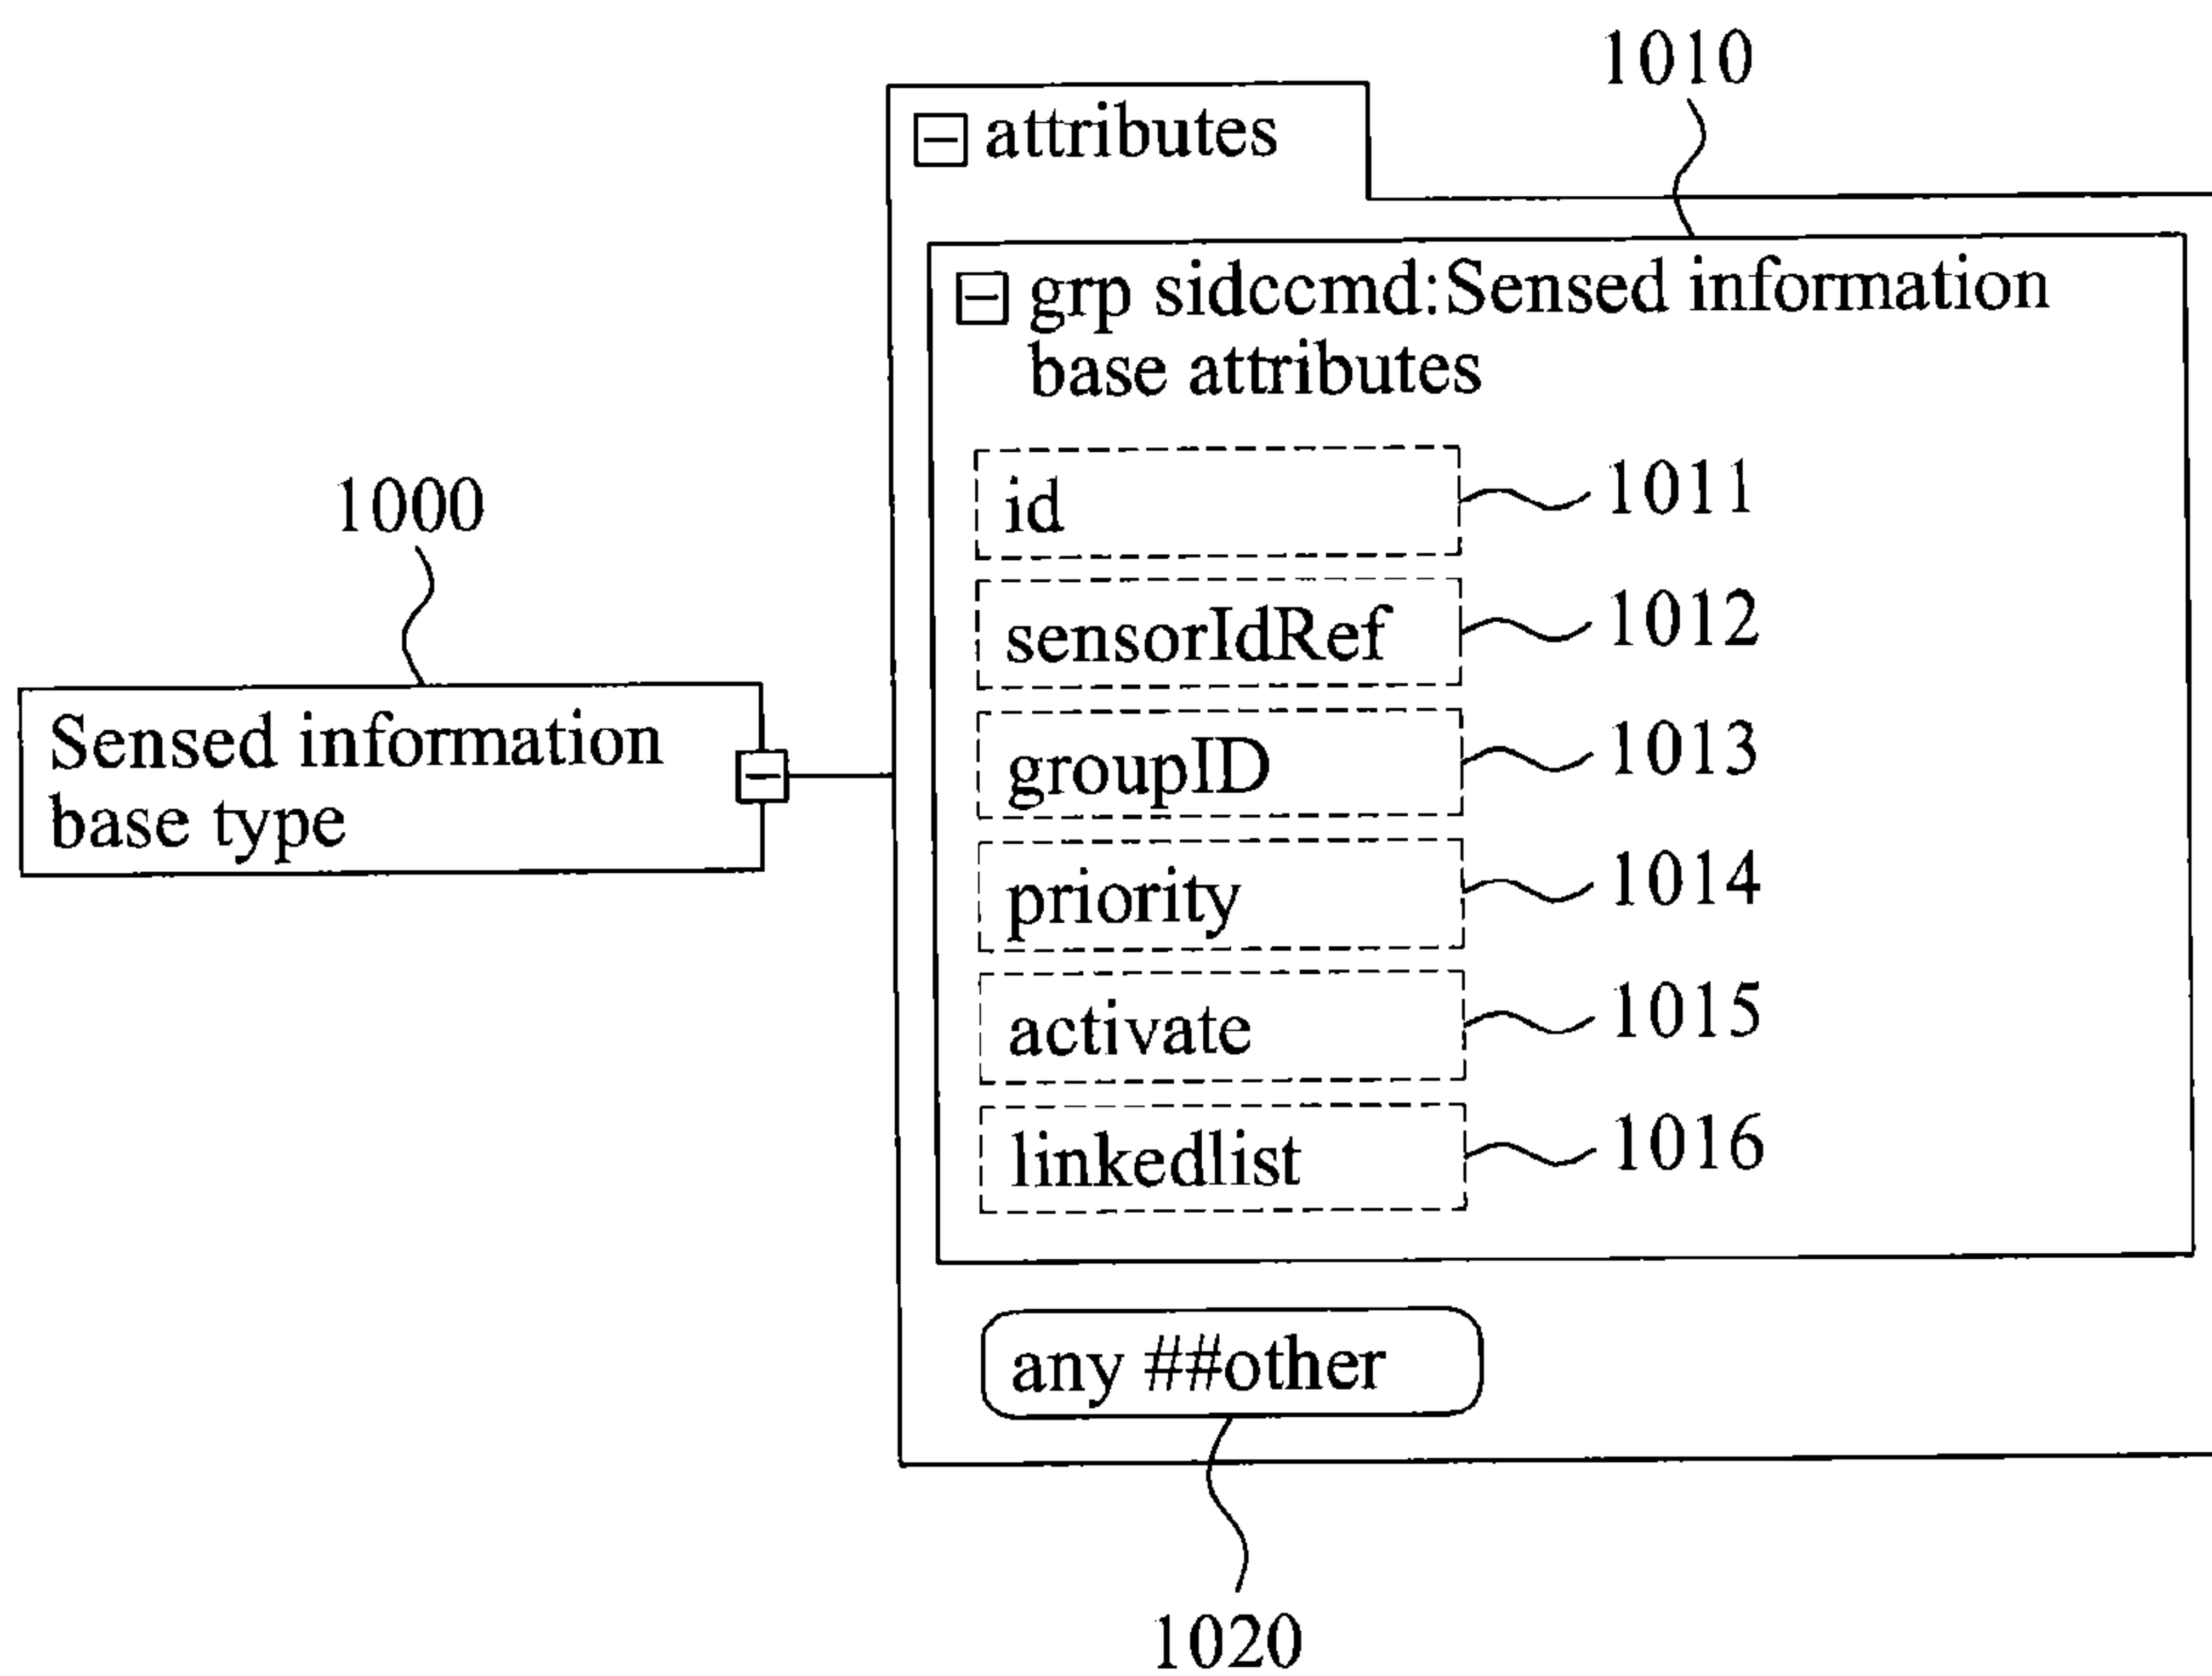 1010
attributes
grp sidccmd:Sensed information
base attributes
id
1011
1000
sensorIdRef
1012
Sensed information
base type
groupID
1013
priority
1014
activate
1015
linkedlist
1016
any ##other
1020